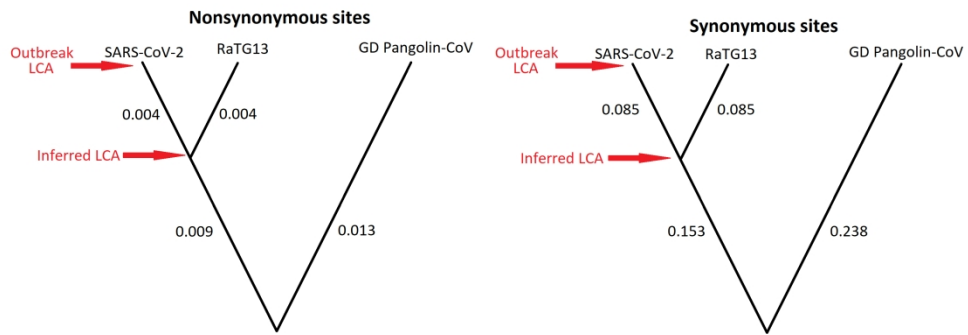 Nonsynonymous sites
Outbreak
LCA
SARS-CoV-2
RaTG13
GD Pangolin-CoV
0.004
0.004
Inferred LCA
0.009
0.013
Synonymous sites
Outbreak
LCA
SARS-CoV-2
RaTG13
GD Pangolin-CoV
0.085
0.085
Inferred LCA
0.153
0.238